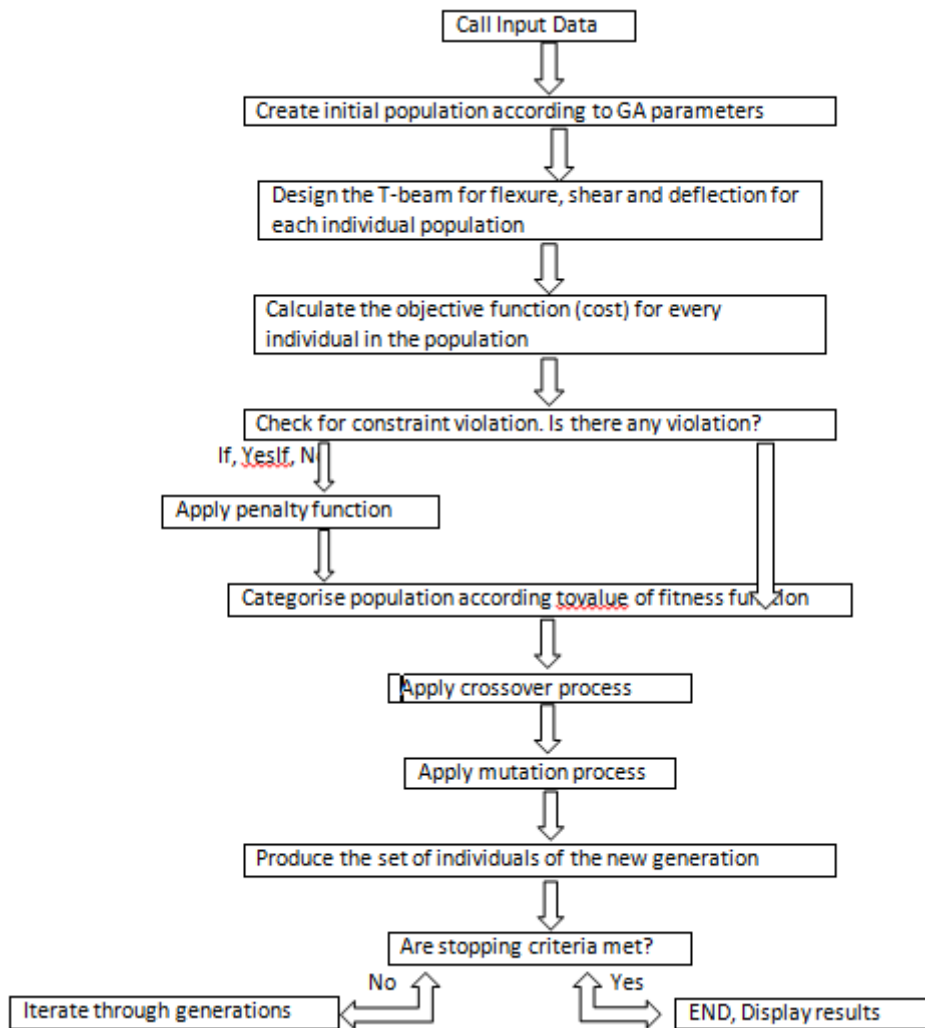 Call Input Data
Create initial population according to GA parameters
Design the T-beam for flexure, shear and deflection for
each individual population
Calculate the objective function (cost) for every
individual in the population
Check for constraint violation. Is there any violation?
If, YesIf, No
Apply penalty function
Categorise population according tovalue of fitness function
Apply crossover process
Apply mutation process
Produce the set of individuals of the new generation
Are stopping criteria met?
No
Yes
Iterate through generations
END, Display results